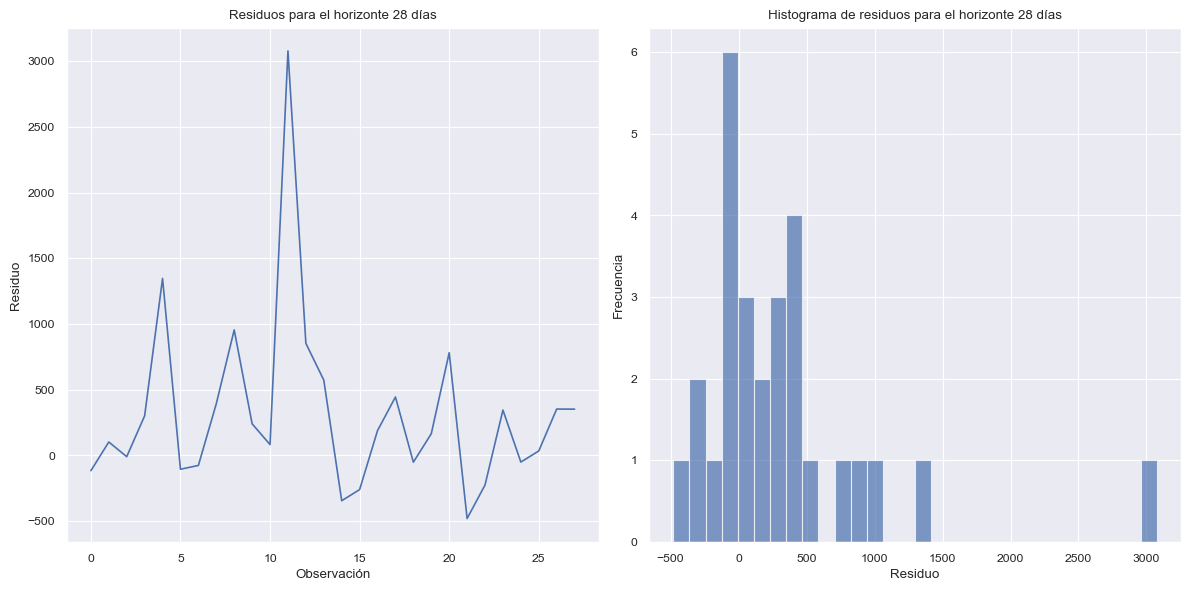 Residuos para el horizonte 28 días
3000
2500
2000
1500
1000
500
0
−500
Residuo
0 5 10 15 20 25
Observación
Histograma de residuos para el horizonte 28 días
6
5
4
3
2
1
0
Frecuencia
−500 0 500 1000 1500 2000 2500 3000
Residuo